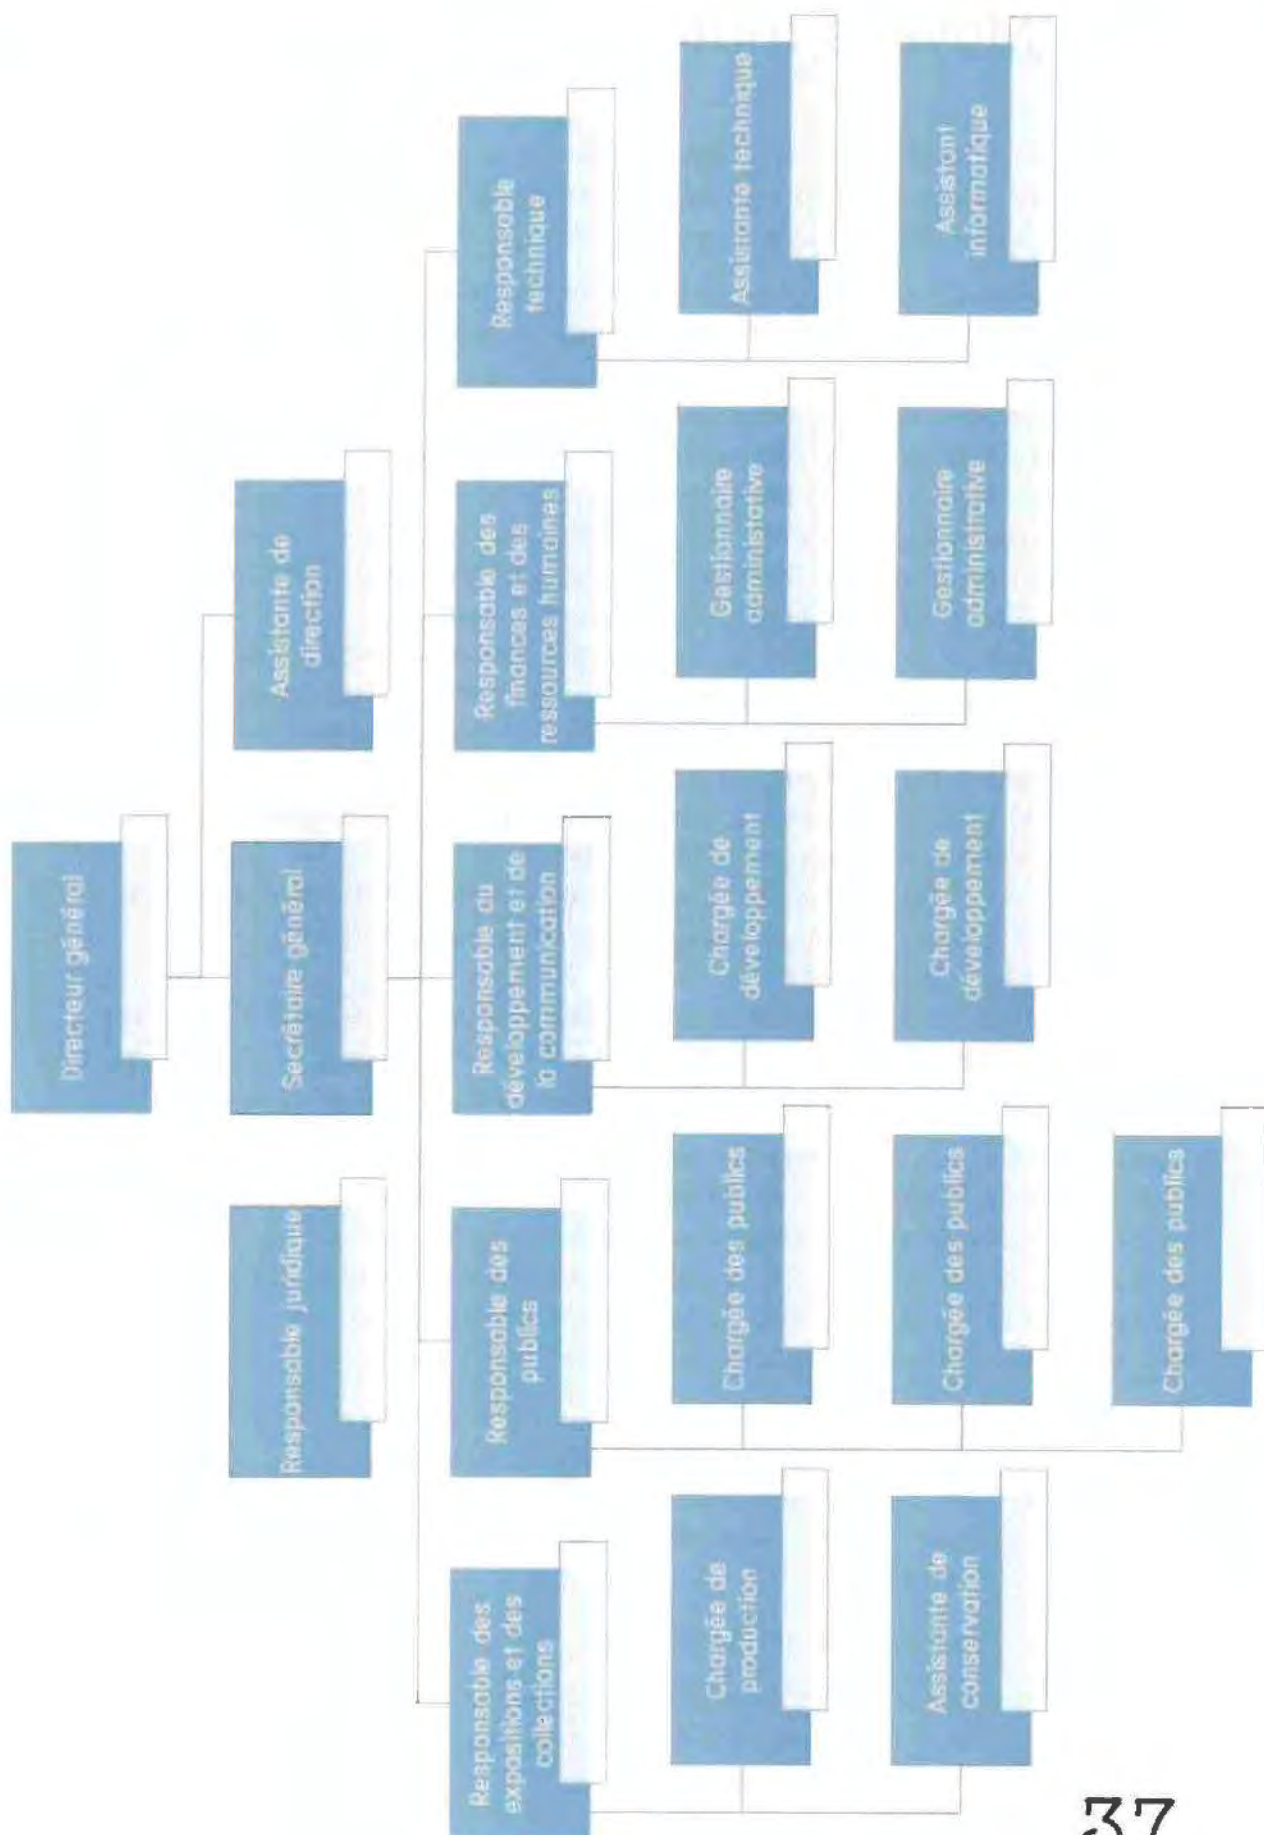 Directeur général
Responsable juridique
Secrétaire général
Assistante de
direction
Responsable des
expositions et des
collections
Responsable des
publics
Responsable du
développement et de
la communication
Responsable des
finances et des
ressources humaines
Responsable
technique
Chargée de
production
Chargée des publics
Chargée de
développement
Gestionnaire
administative
Assistante technique
Assistante de
conservation
Chargée des publics
Chargée de
développement
Gestionnaire
administrative
Assistant
informatique
Chargée des publics
37